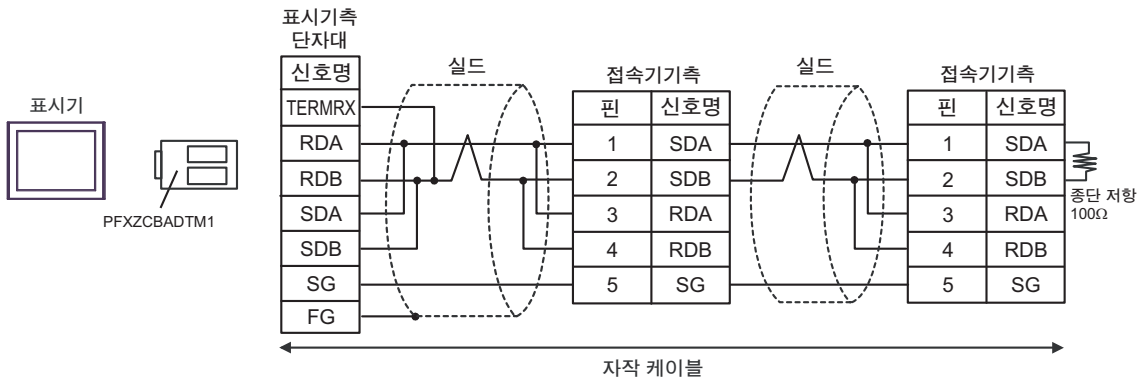 표시기
PFXZCBADTM1
표시기측
단자대
신호명
TERMRX
RDA
RDB
SDA
SDB
SG
FG
실드
접속기기측
핀 신호명
1 SDA
2 SDB
3 RDA
4 RDB
5 SG
실드
접속기기측
핀 신호명
1 SDA
2 SDB
3 RDA
4 RDB
5 SG
종단 저항
100Ω
자작 케이블